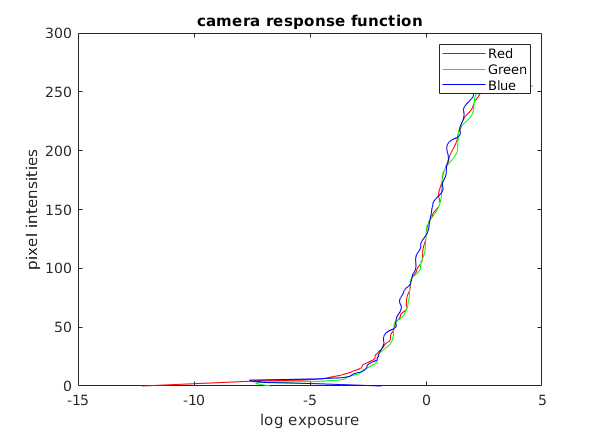 camera response function
300
250
200
150
100
50
0
pixel intensities
-15
-10
-5
0
5
log exposure
Red
Green
Blue